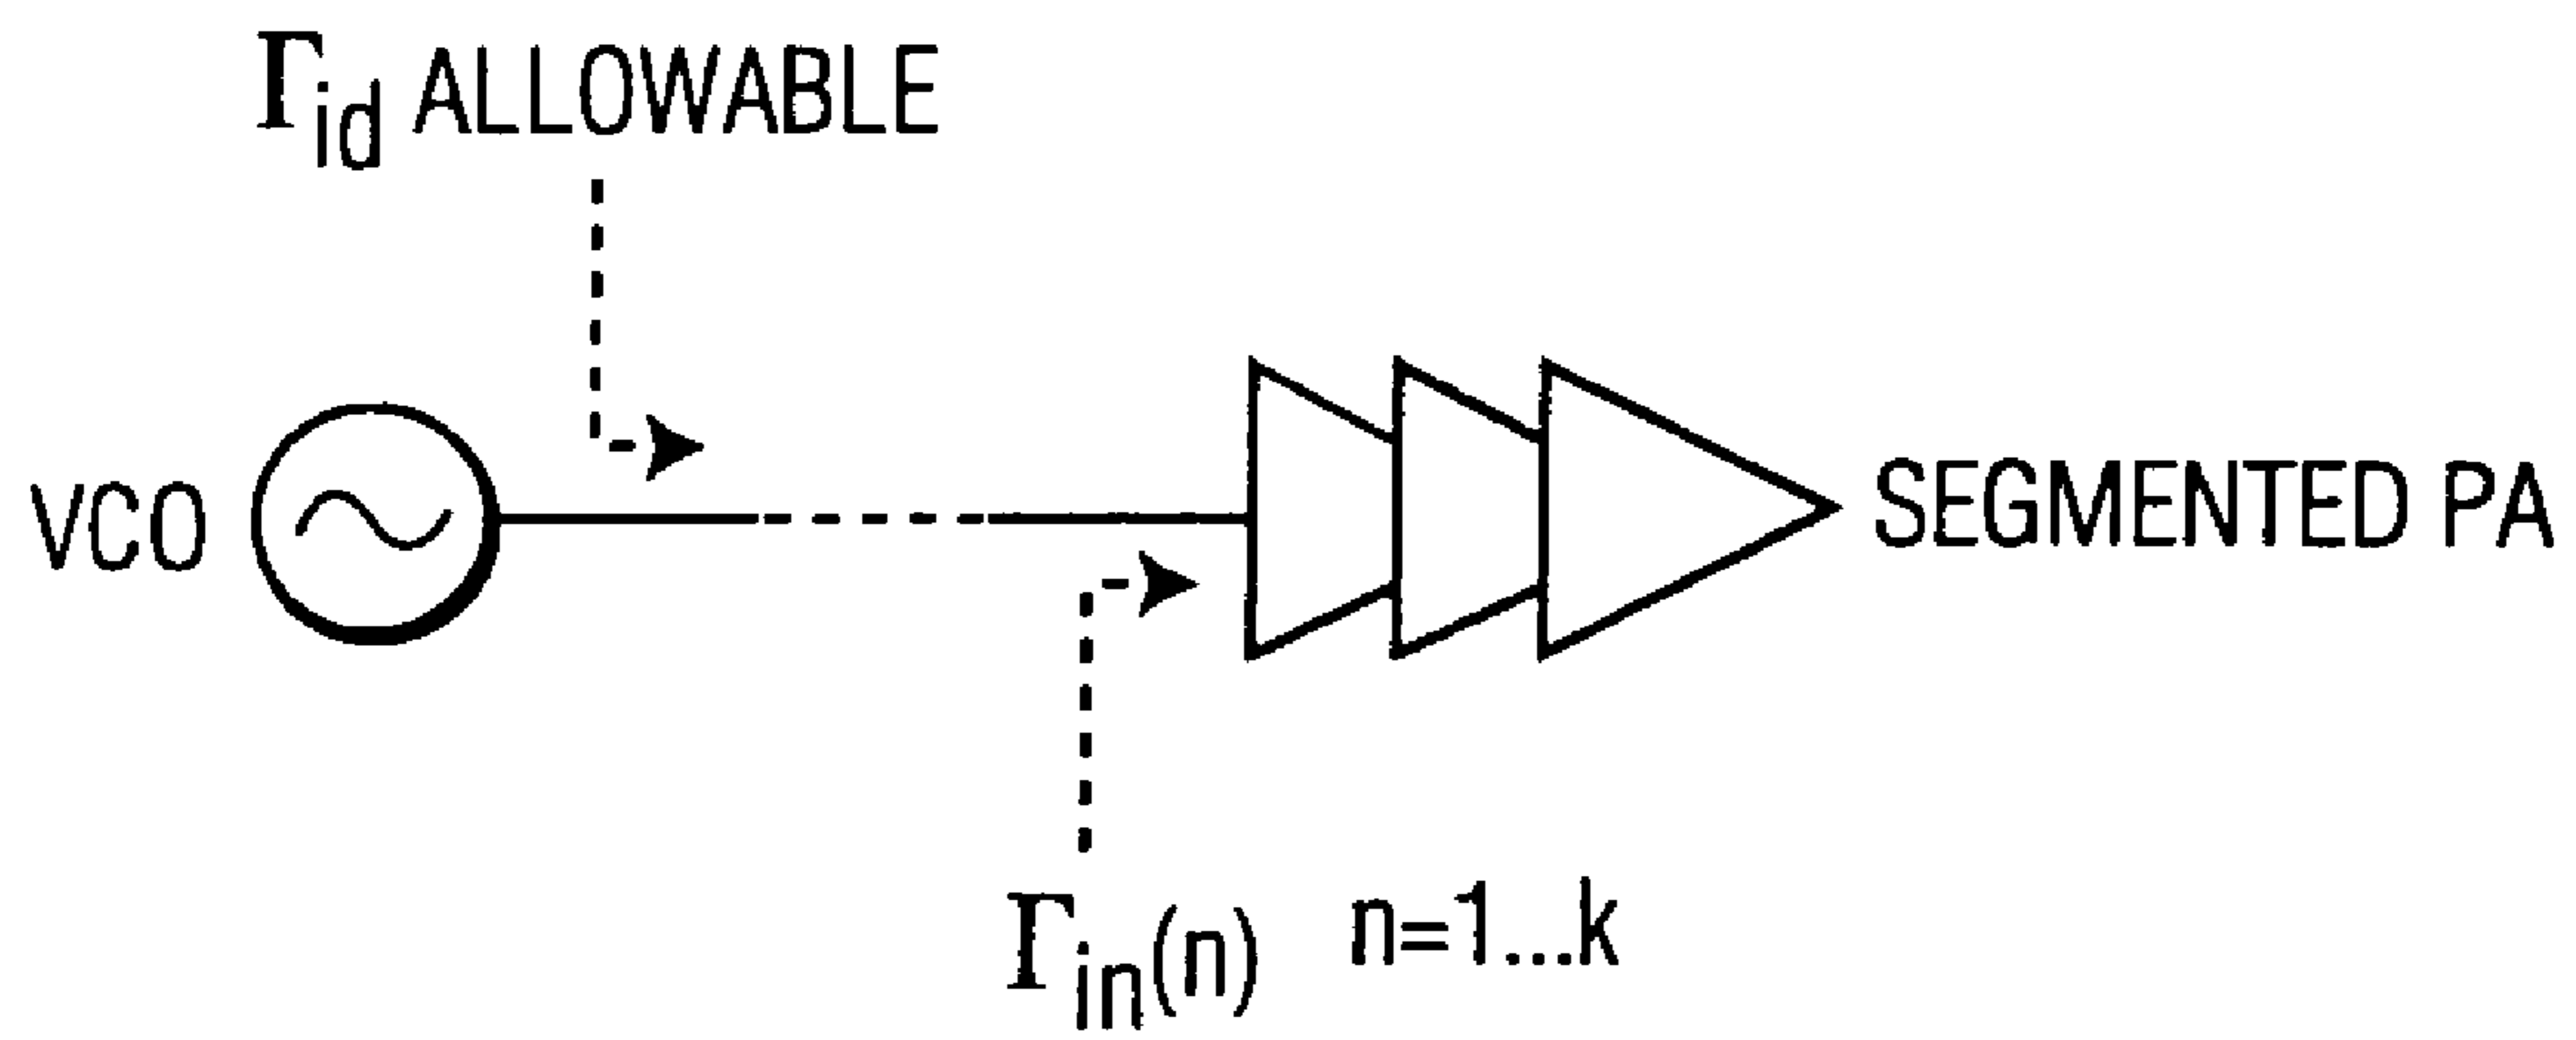 Γid ALLOWABLE
VCO
SEGMENTED PA
Γin(n) n=1...k